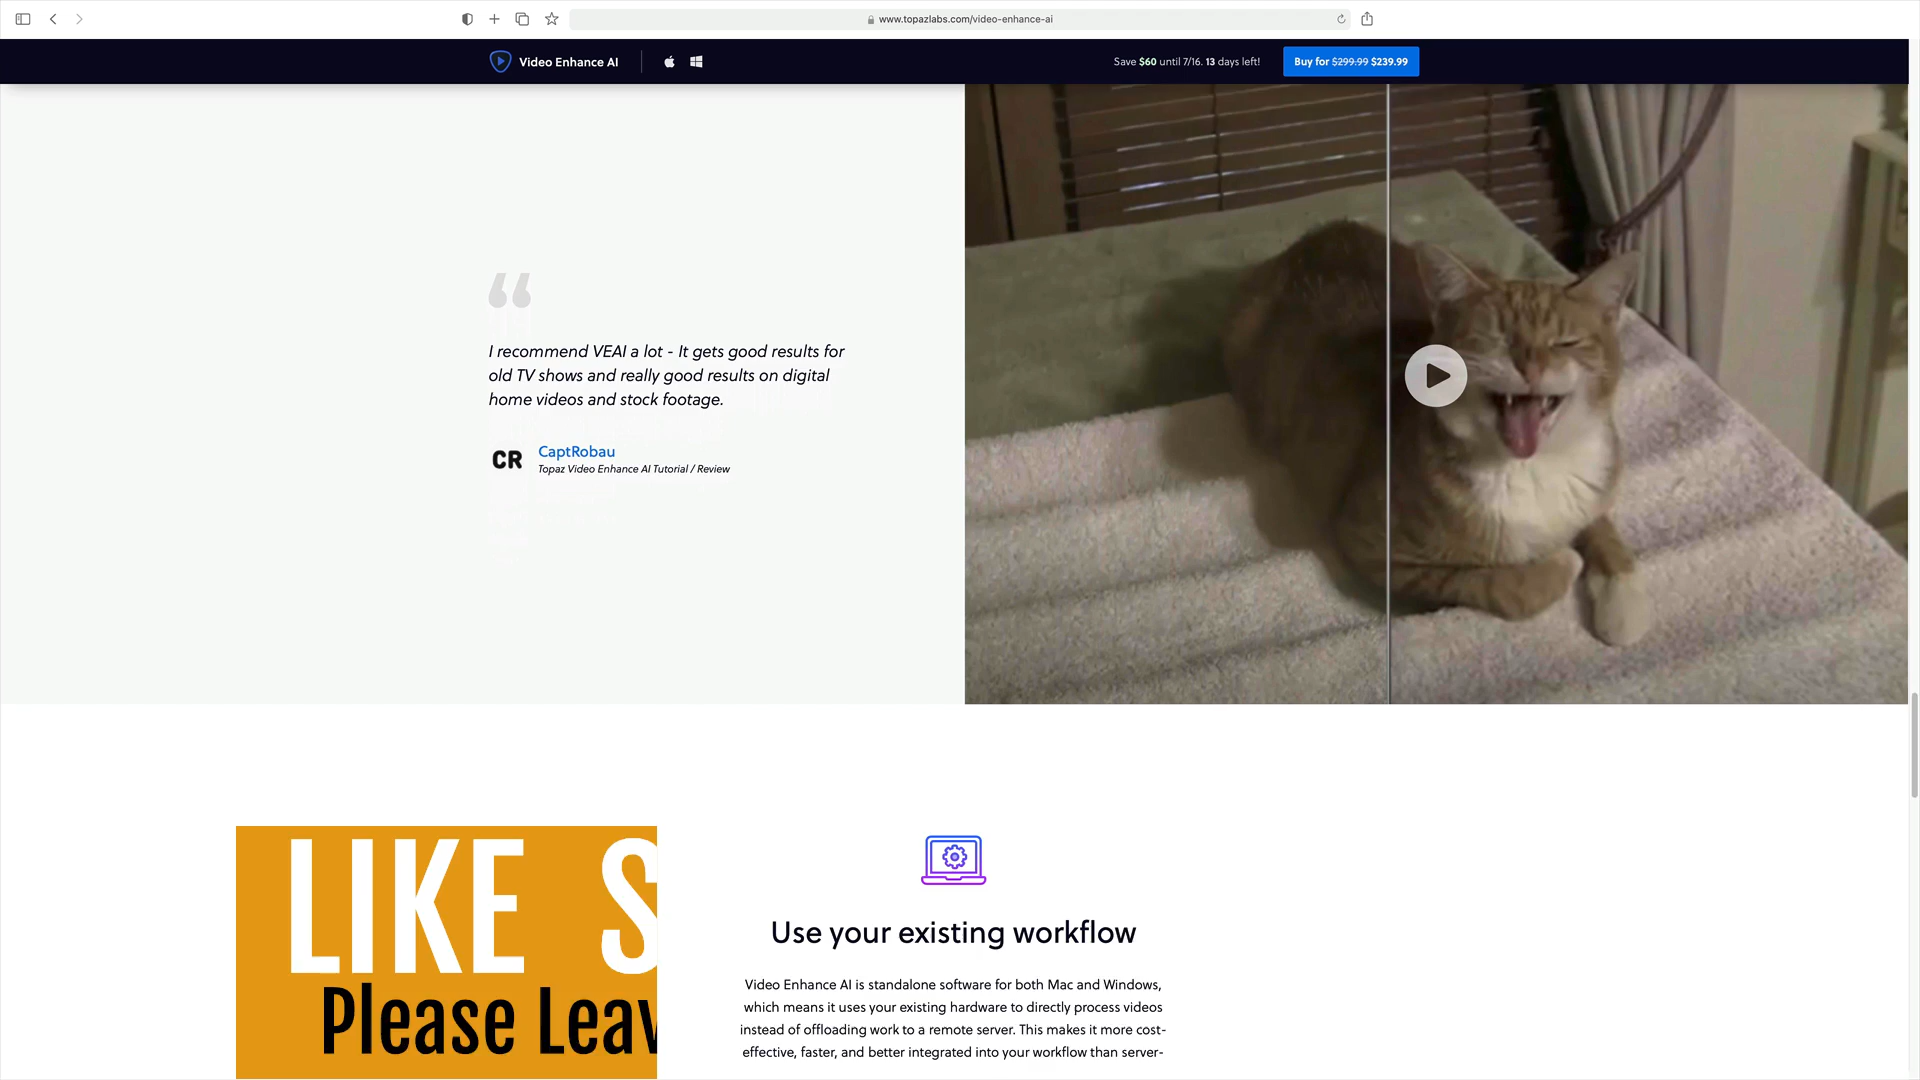 www.topazlabs.com/video-enhance-ai
Video Enhance AI
Save $60 until 7/16. 13 days left!
Buy for $299.99 $239.99
“
I recommend VEAI a lot - It gets good results for
old TV shows and really good results on digital
home videos and stock footage.
CR
CaptRobau
Topaz Video Enhance AI Tutorial / Review
LIKE S
Please Leav
Use your existing workflow
Video Enhance AI is standalone software for both Mac and Windows,
which means it uses your existing hardware to directly process videos
instead of offloading work to a remote server. This makes it more cost-
effective, faster, and better integrated into your workflow than server-